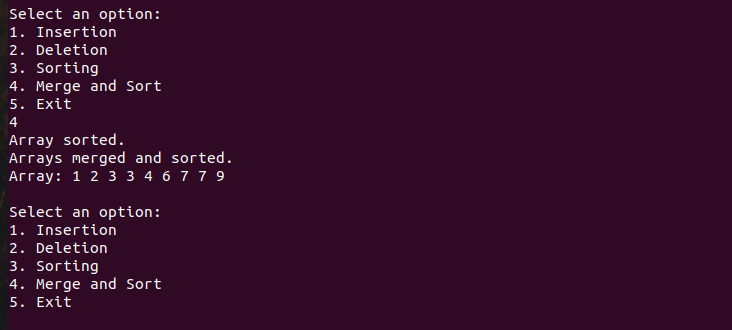 Select an option:
1. Insertion
2. Deletion
3. Sorting
4. Merge and Sort
5. Exit
4
Array sorted.
Arrays merged and sorted.
Array: 1 2 3 3 4 6 7 7 9

Select an option:
1. Insertion
2. Deletion
3. Sorting
4. Merge and Sort
5. Exit